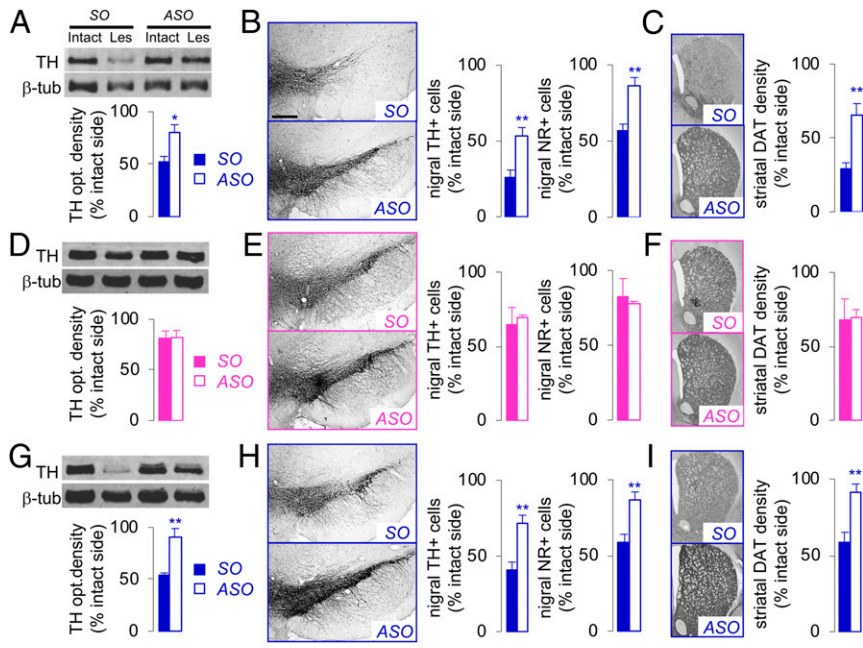 A
SO ASO
Intact Les Intact Les
TH
β-tub
TH opt. density
(% intact side)
100
50
0
*
SO
ASO
B
SO
ASO
nigral TH+ cells
(% intact side)
100
50
0
**
nigral NR+ cells
(% intact side)
100
50
0
**
C
SO
ASO
striatal DAT density
(% intact side)
100
50
0
**
D
TH
β-tub
TH opt. density
(% intact side)
100
50
0
SO
ASO
E
SO
ASO
nigral TH+ cells
(% intact side)
100
50
0
nigral NR+ cells
(% intact side)
100
50
0
F
SO
ASO
striatal DAT density
(% intact side)
100
50
0
G
TH
β-tub
TH opt.density
(% intact side)
100
50
0
**
SO
ASO
H
SO
ASO
nigral TH+ cells
(% intact side)
100
50
0
**
nigral NR+ cells
(% intact side)
100
50
0
**
I
SO
ASO
striatal DAT density
(% intact side)
100
50
0
**